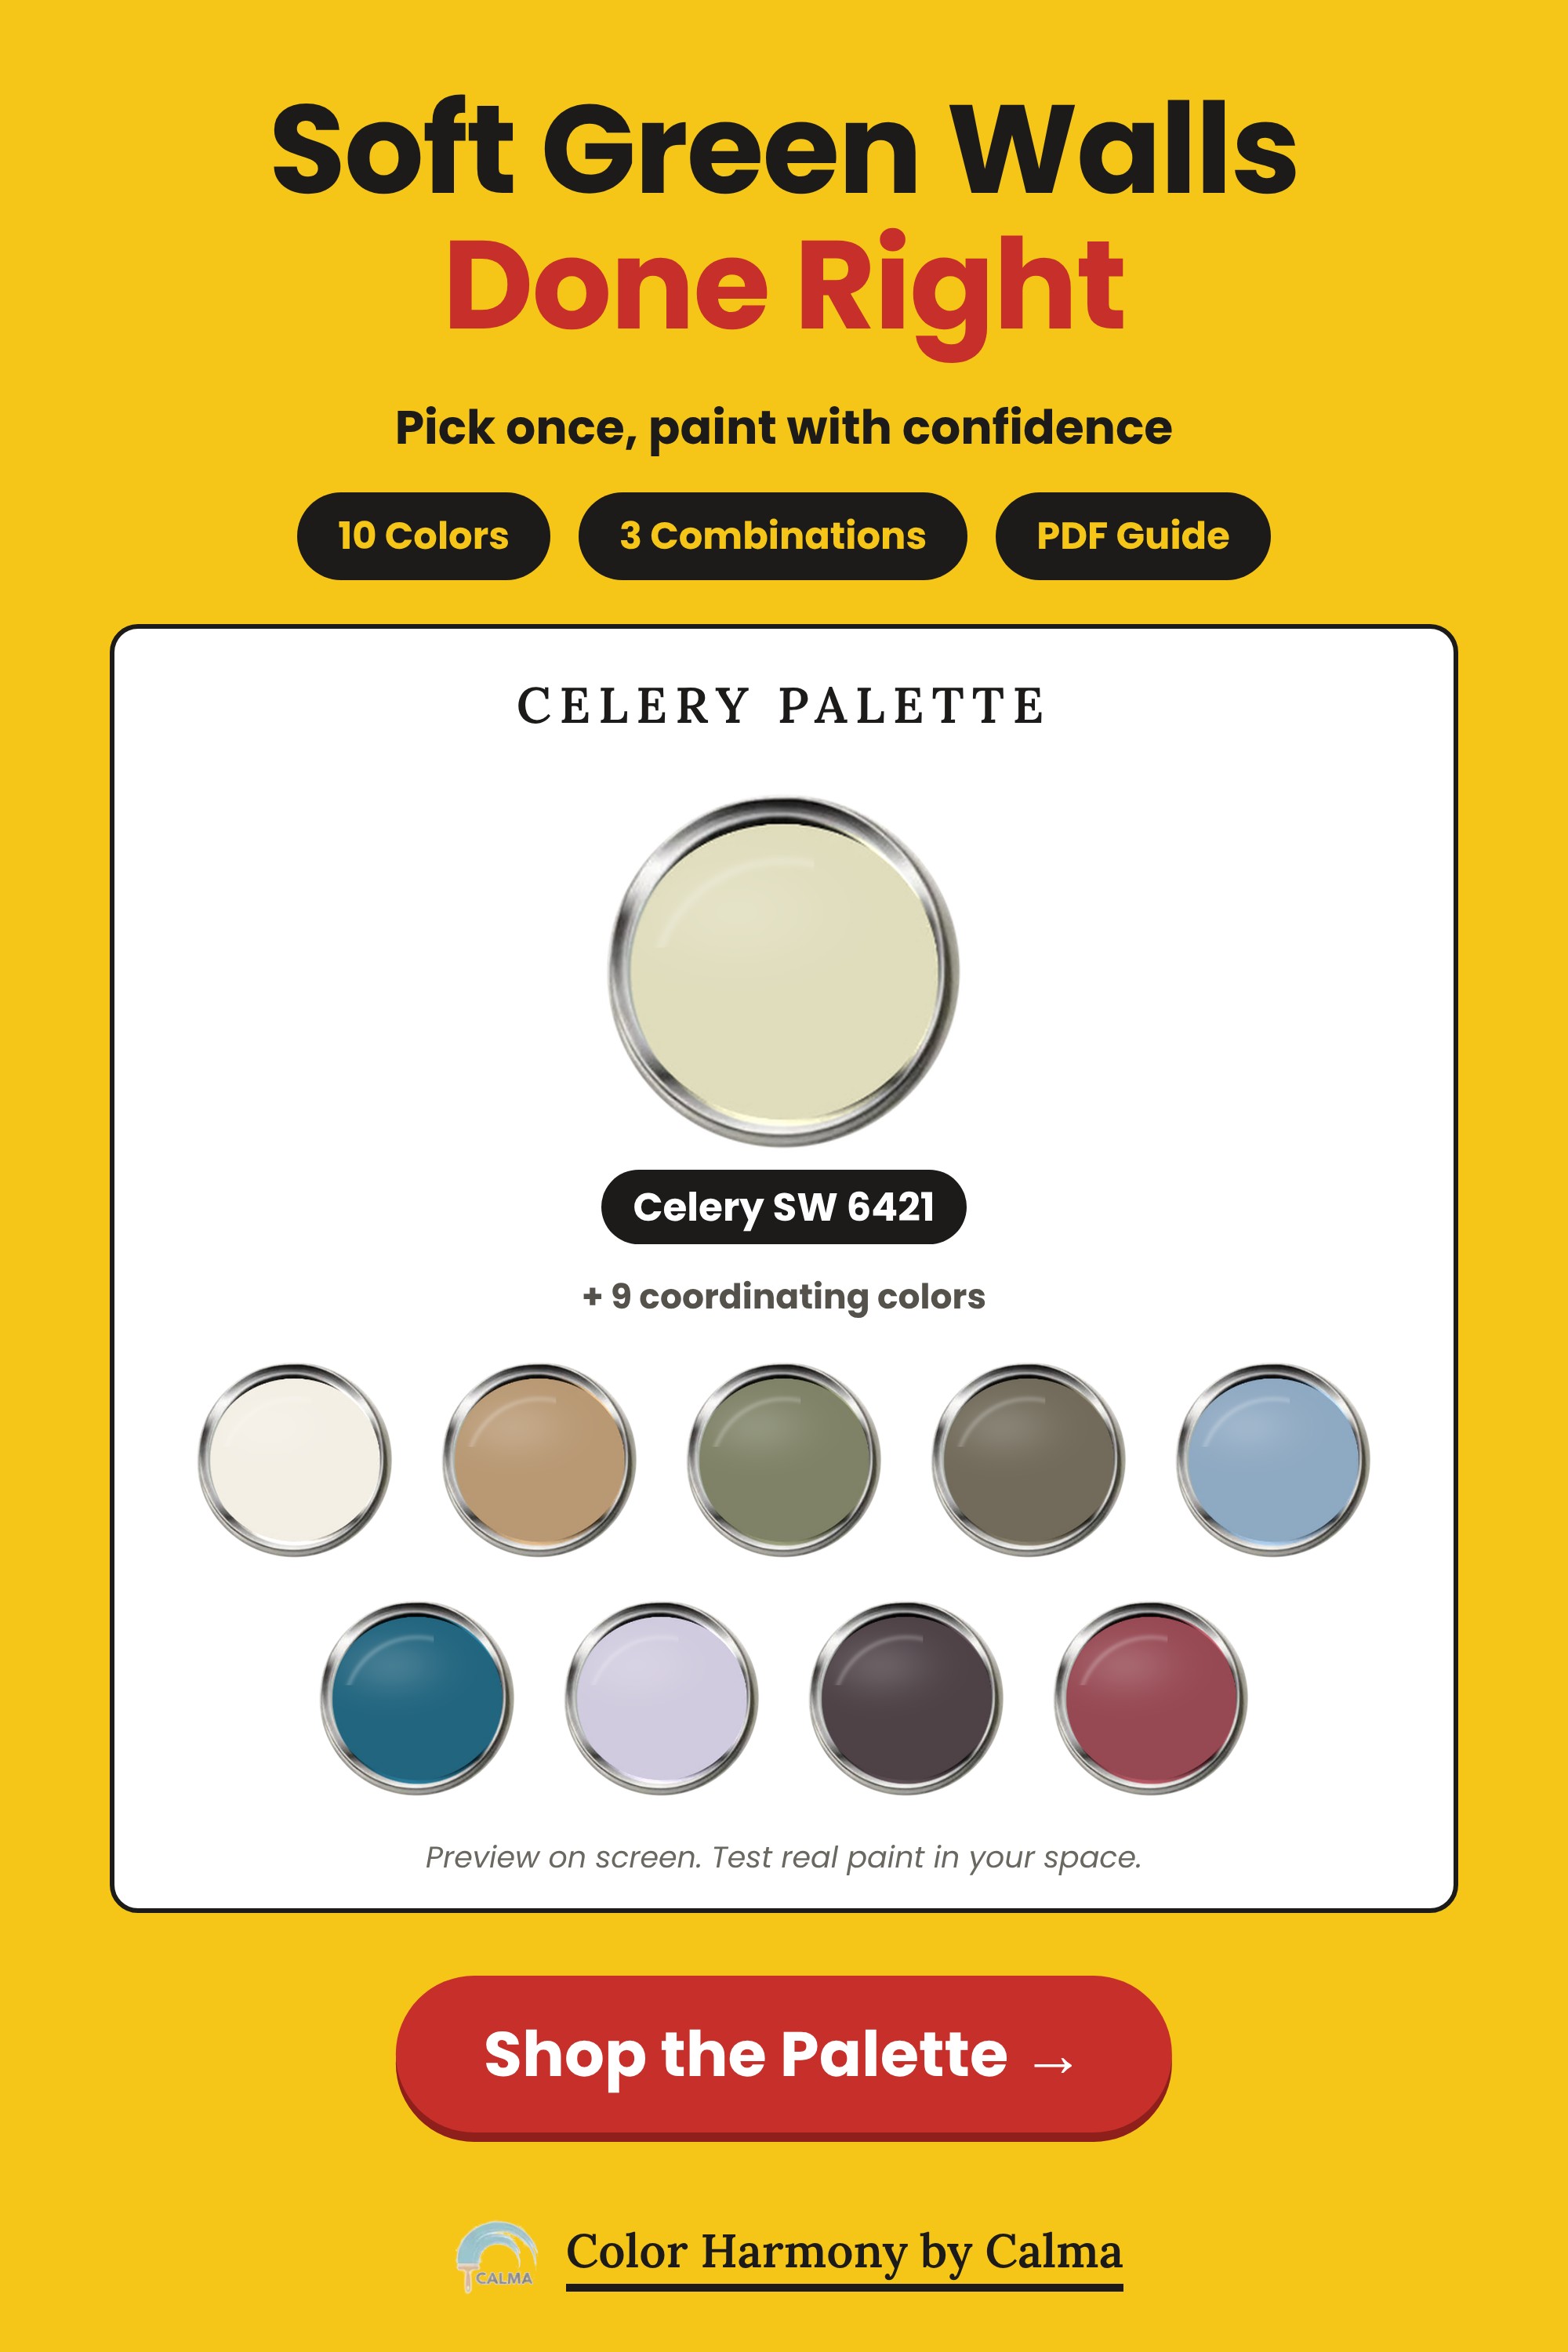 Soft Green Walls
Done Right
Pick once, paint with confidence
10 Colors
3 Combinations
PDF Guide
CELERY PALETTE
Celery SW 6421
+ 9 coordinating colors
Preview on screen. Test real paint in your space.
Shop the Palette →
CALMA
Color Harmony by Calma